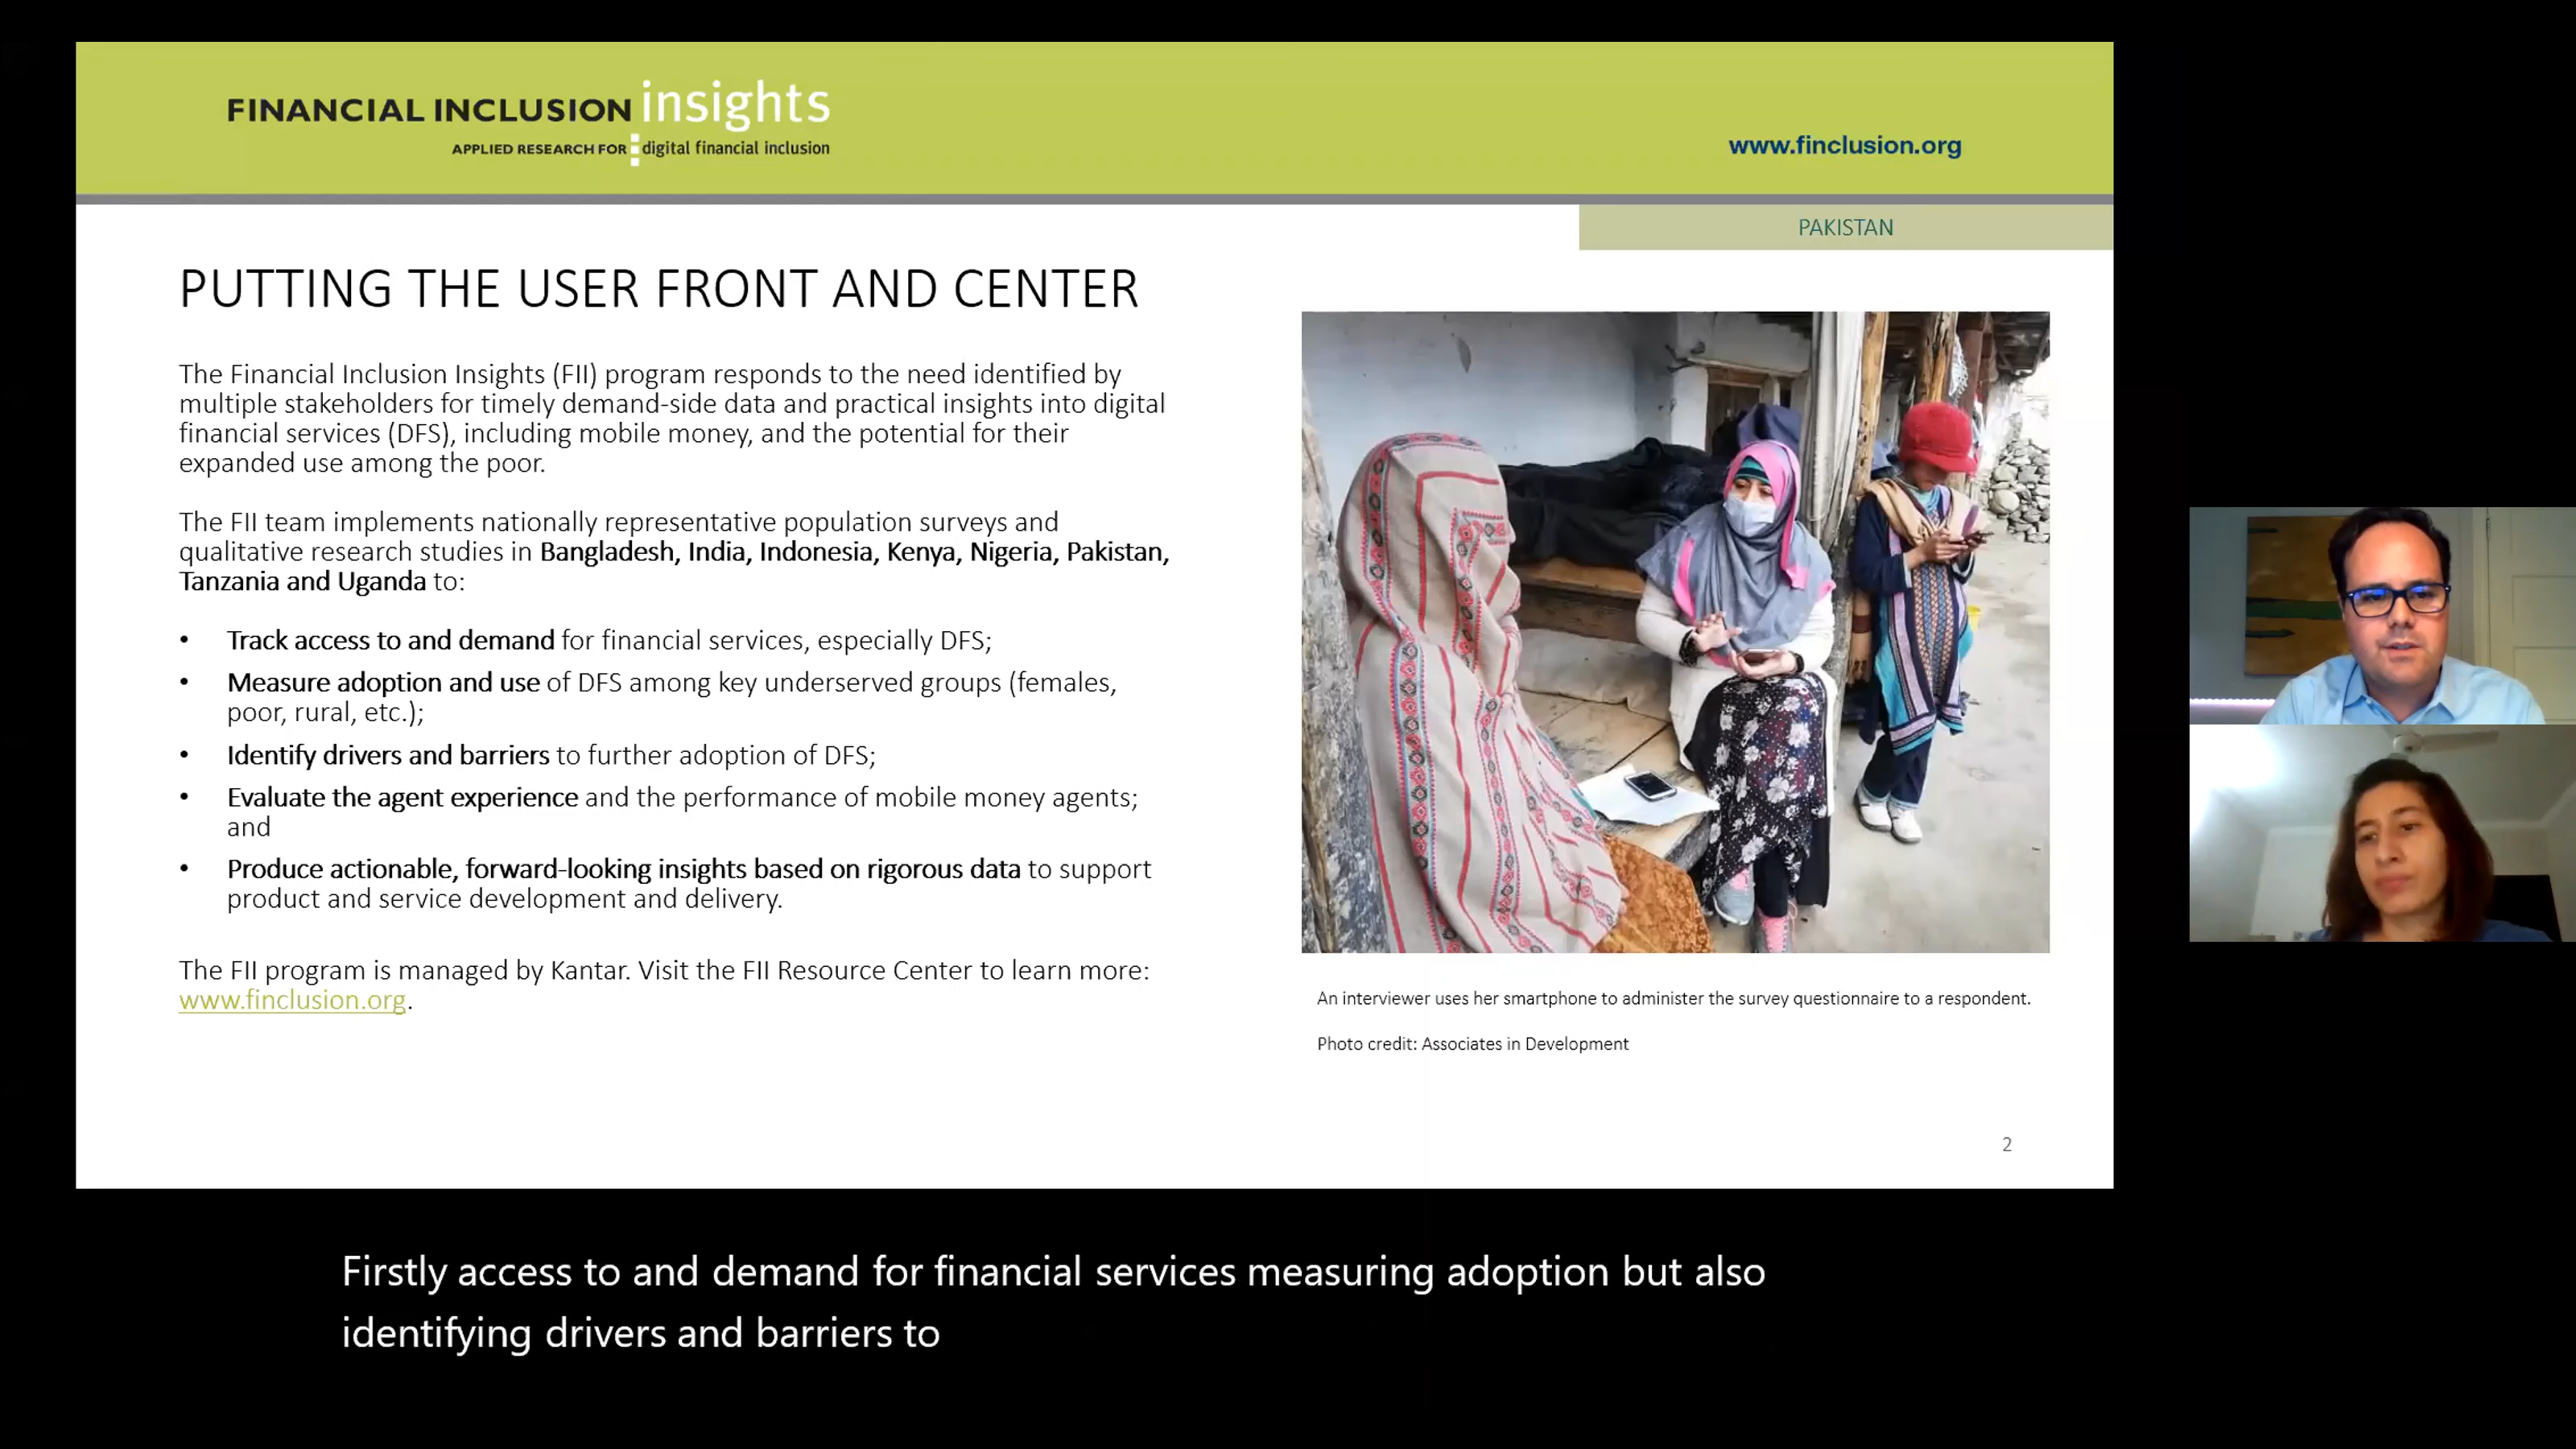 FINANCIAL INCLUSION insights
APPLIED RESEARCH FOR digital financial inclusion
www.finclusion.org
PAKISTAN
PUTTING THE USER FRONT AND CENTER
The Financial Inclusion Insights (FII) program responds to the need identified by
multiple stakeholders for timely demand-side data and practical insights into digital
financial services (DFS), including mobile money, and the potential for their
expanded use among the poor.
The FII team implements nationally representative population surveys and
qualitative research studies in Bangladesh, India, Indonesia, Kenya, Nigeria, Pakistan,
Tanzania and Uganda to:
• Track access to and demand for financial services, especially DFS;
• Measure adoption and use of DFS among key underserved groups (females,
poor, rural, etc.);
• Identify drivers and barriers to further adoption of DFS;
• Evaluate the agent experience and the performance of mobile money agents;
and
• Produce actionable, forward-looking insights based on rigorous data to support
product and service development and delivery.
The FII program is managed by Kantar. Visit the FII Resource Center to learn more:
www.finclusion.org.
An interviewer uses her smartphone to administer the survey questionnaire to a respondent.
Photo credit: Associates in Development
2
Firstly access to and demand for financial services measuring adoption but also
identifying drivers and barriers to